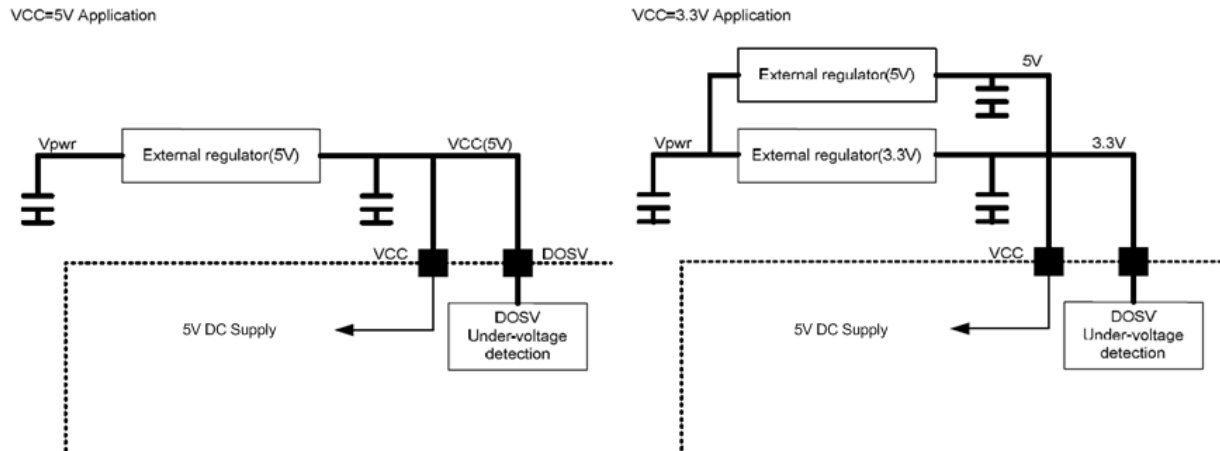 VCC=5V Application
Vpwr
External regulator(5V)
VCC(5V)
VCC
DOSV
5V DC Supply
DOSV
Under-voltage
detection
VCC=3.3V Application
External regulator(5V)
5V
Vpwr
External regulator(3.3V)
3.3V
VCC
5V DC Supply
DOSV
Under-voltage
detection